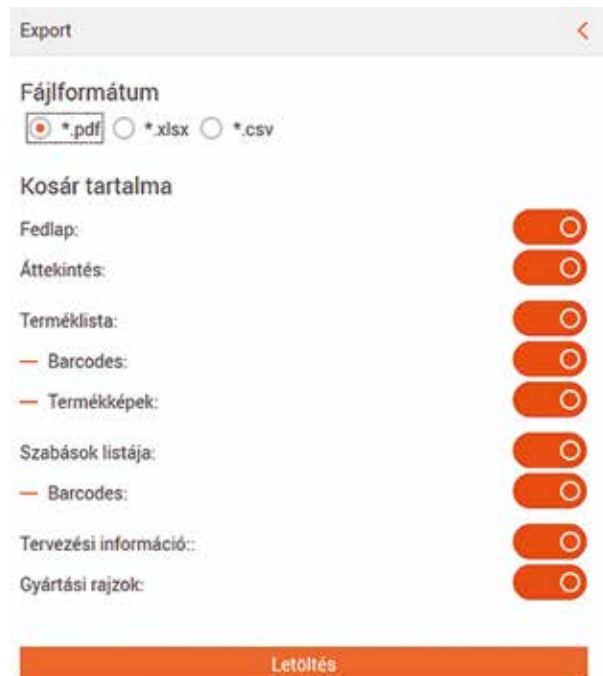 Export
Fájlformátum
*.pdf *.xlsx *.csv
Kosár tartalma
Fedlap:
Áttekintés:
Terméklista:
— Barcodes:
— Termékképek:
Szabások listája:
— Barcodes:
Tervezési információ::
Gyártási rajzok:
Letöltés